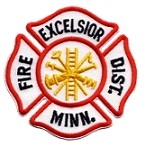 EXCELSIOR
FIRE DIST.
MINN.